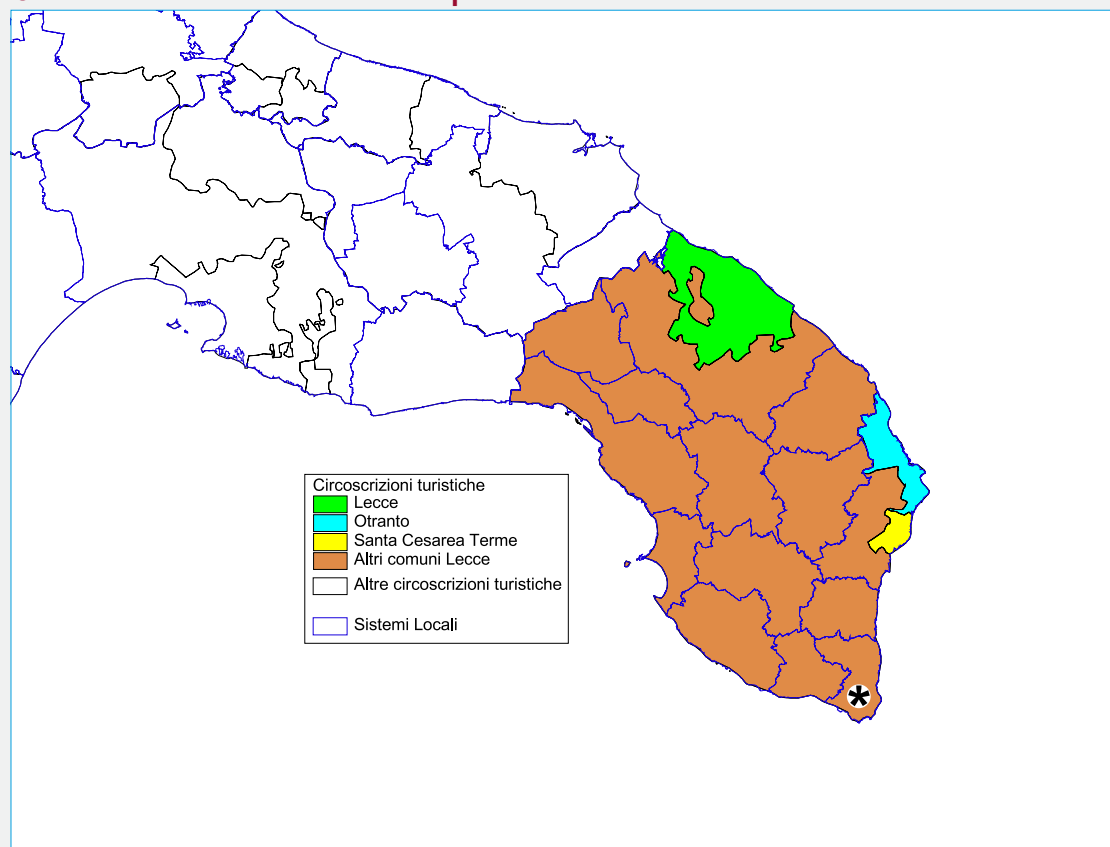 Circoscrizioni turistiche
Lecce
Otranto
Santa Cesarea Terme
Altri comuni Lecce
Altre circoscrizioni turistiche
Sistemi Locali
*